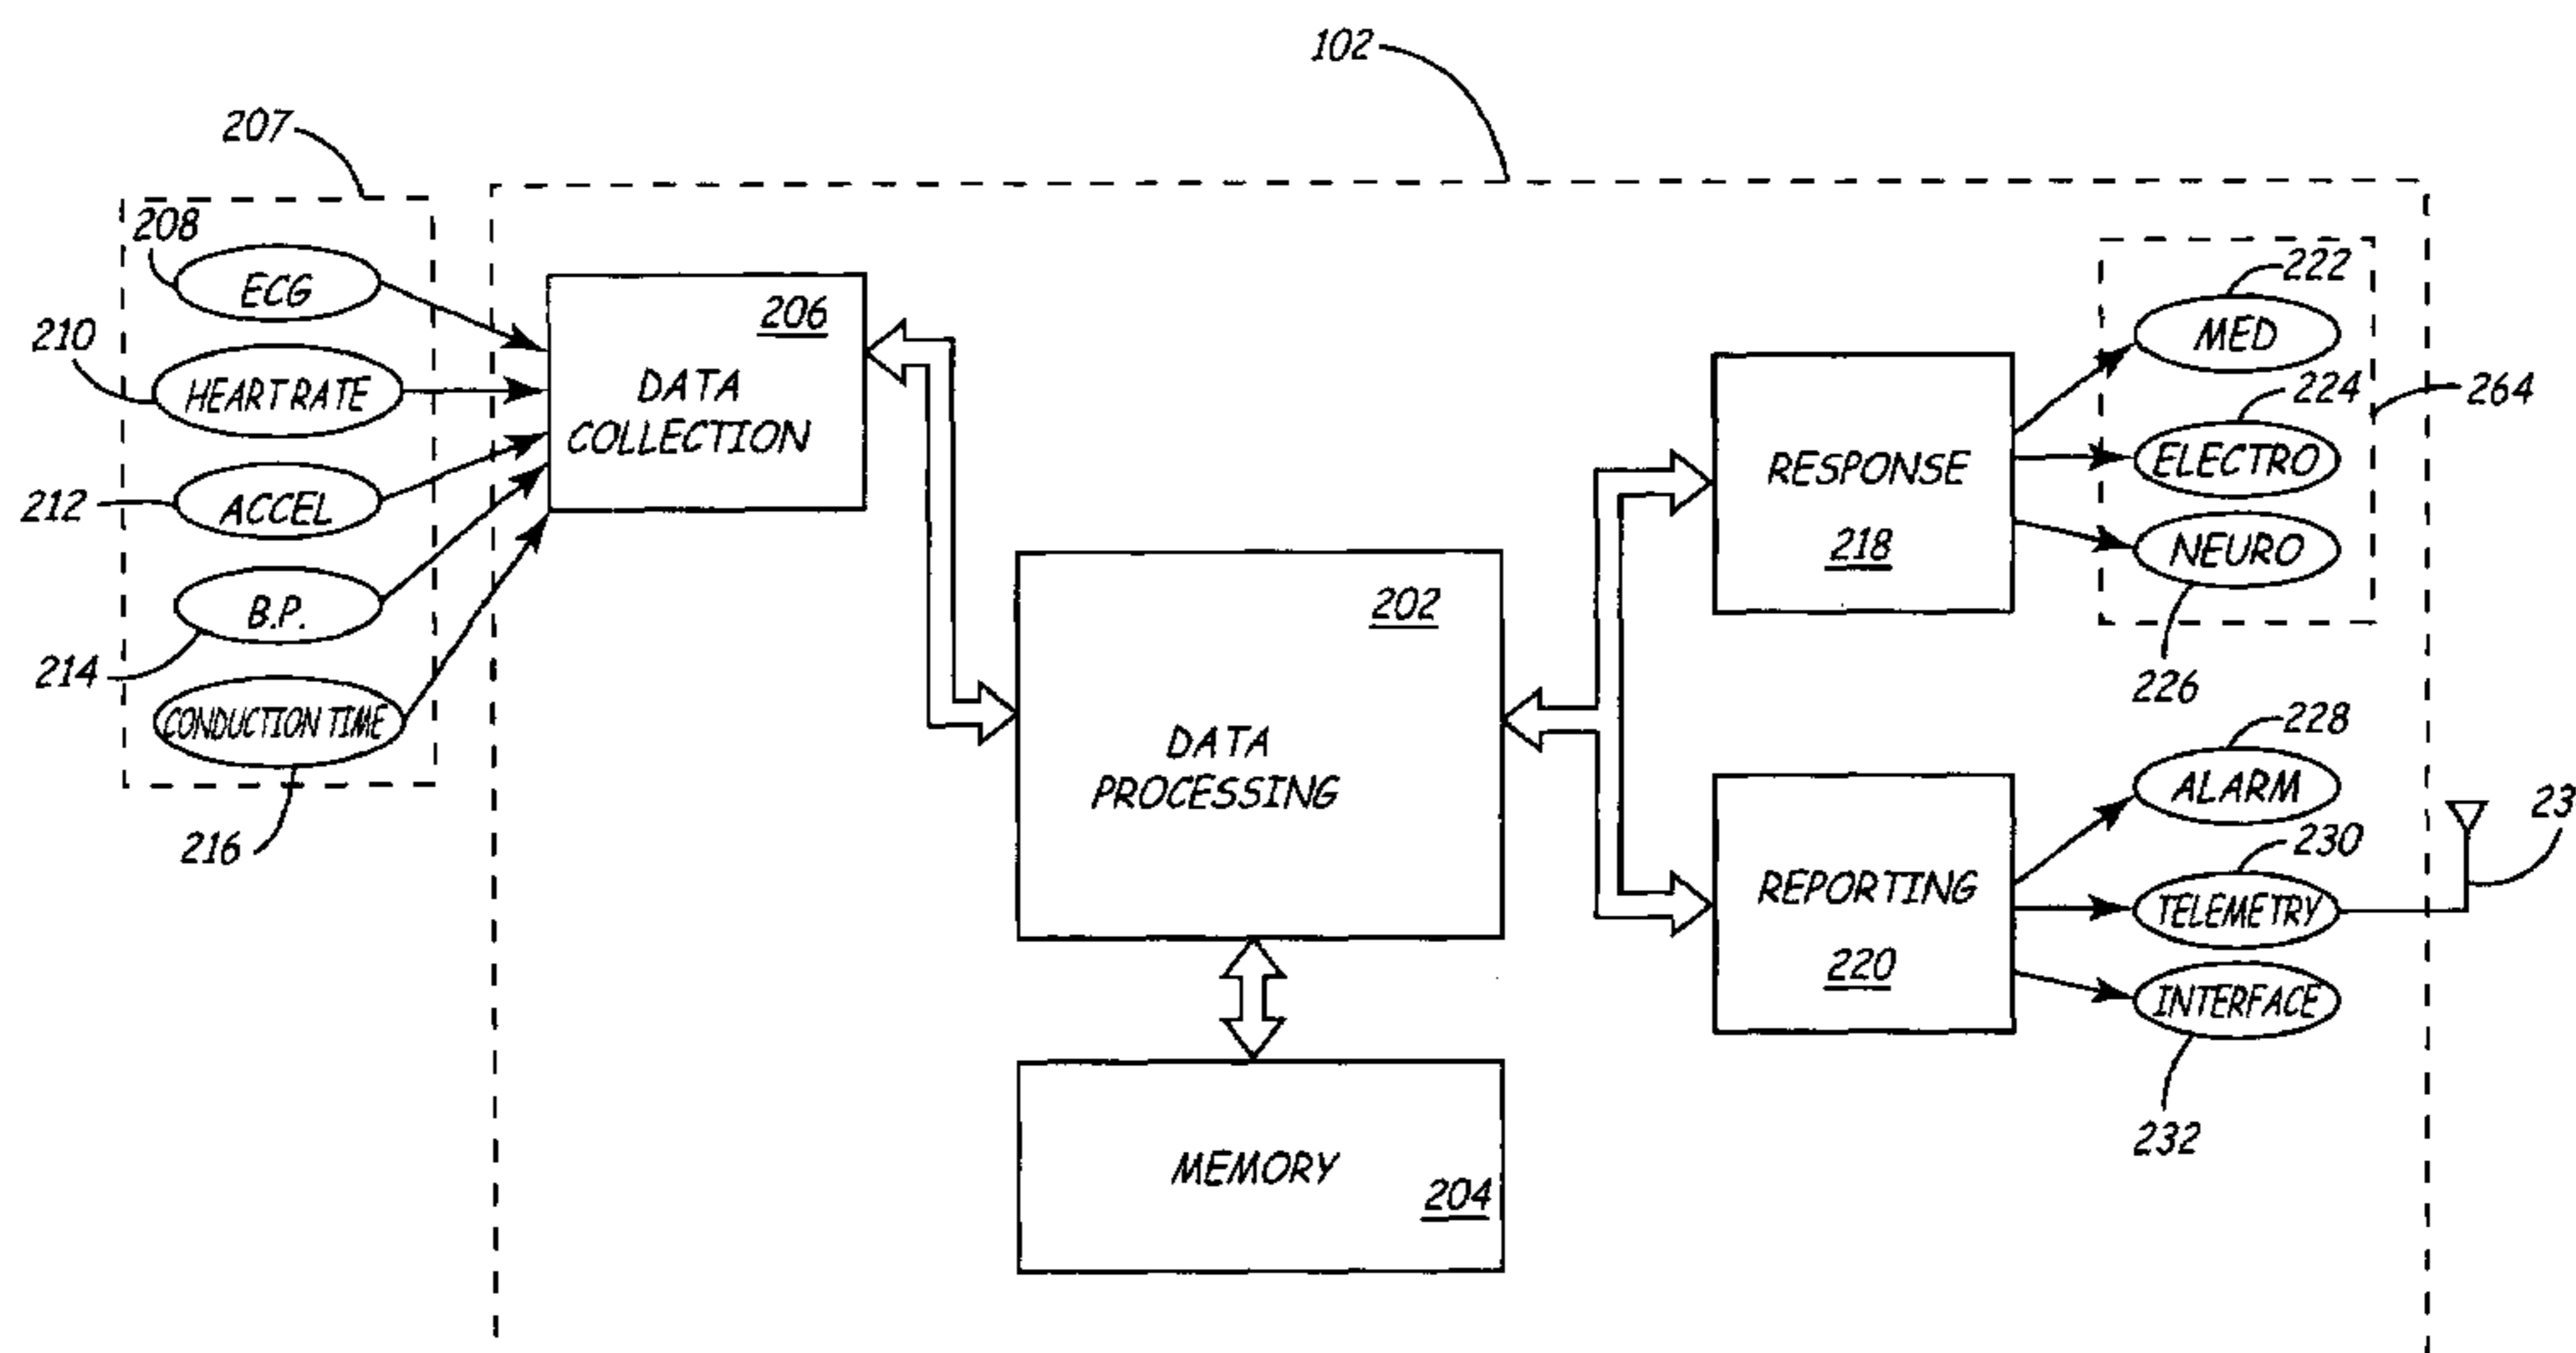 102
207
208
ECG
210
HEART RATE
212
ACCEL
214
B.P.
CONDUCTION TIME
216
206
DATA
COLLECTION
202
DATA
PROCESSING
MEMORY
204
RESPONSE
218
222
MED
224
ELECTRO
264
NEURO
226
REPORTING
220
228
ALARM
230
TELEMETRY
23
INTERFACE
232